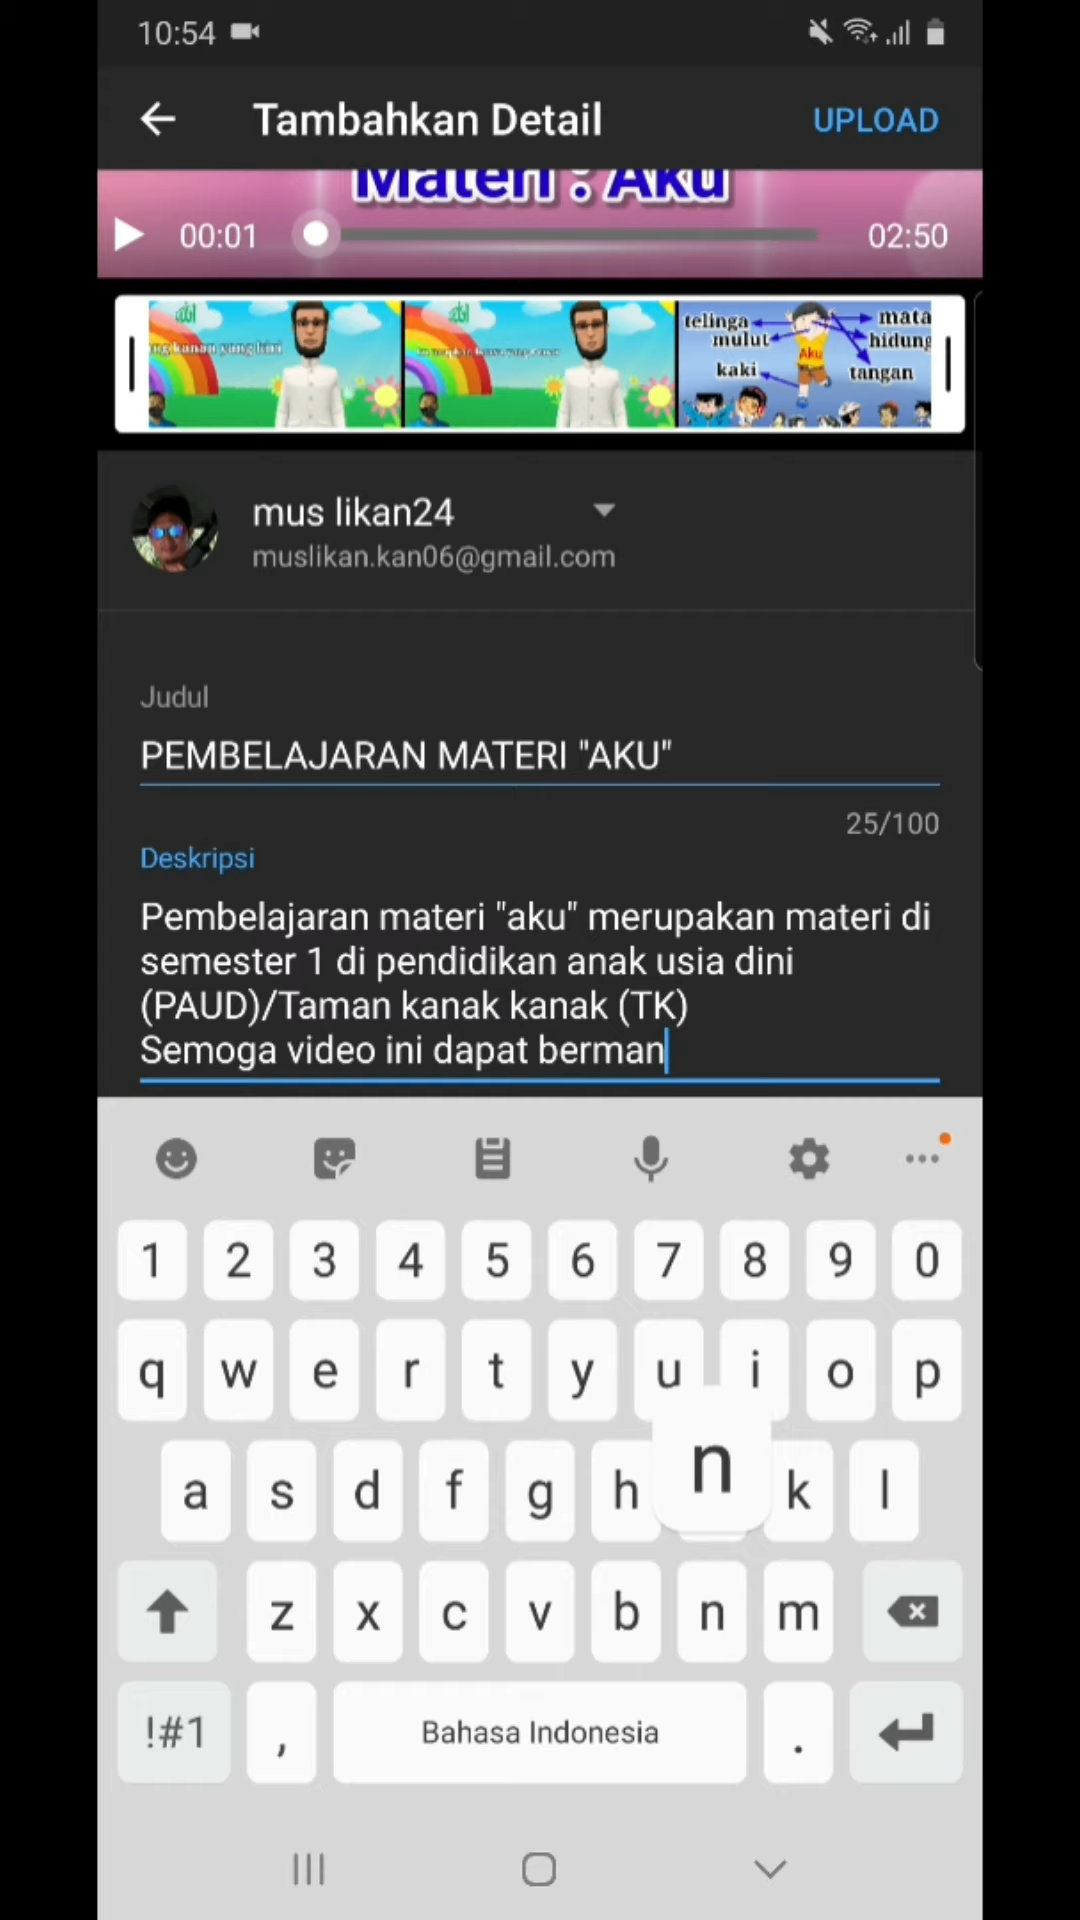 10:54
Tambahkan Detail
UPLOAD
Materi : Aku
00:01
02:50
telinga
mata
mulut
hidung
Aku
kaki
tangan
mus likan24
muslikan.kan06@gmail.com
Judul
PEMBELAJARAN MATERI "AKU"
25/100
Deskripsi
Pembelajaran materi "aku" merupakan materi di
semester 1 di pendidikan anak usia dini
(PAUD)/Taman kanak kanak (TK)
Semoga video ini dapat berman
1 2 3 4 5 6 7 8 9 0
q w e r t y u i o p
a s d f g h n k l
z x c v b n m
!#1 , Bahasa Indonesia .